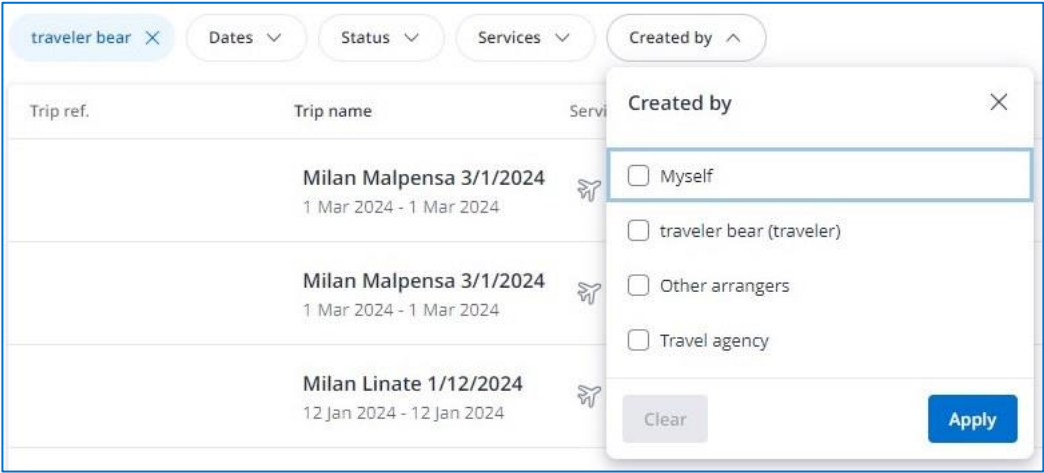 traveler bear
Dates
Status
Services
Created by
Trip ref.
Trip name
Servi
Created by
Milan Malpensa 3/1/2024
1 Mar 2024 - 1 Mar 2024
Myself
traveler bear (traveler)
Milan Malpensa 3/1/2024
1 Mar 2024 - 1 Mar 2024
Other arrangers
Travel agency
Milan Linate 1/12/2024
12 Jan 2024 - 12 Jan 2024
Clear
Apply